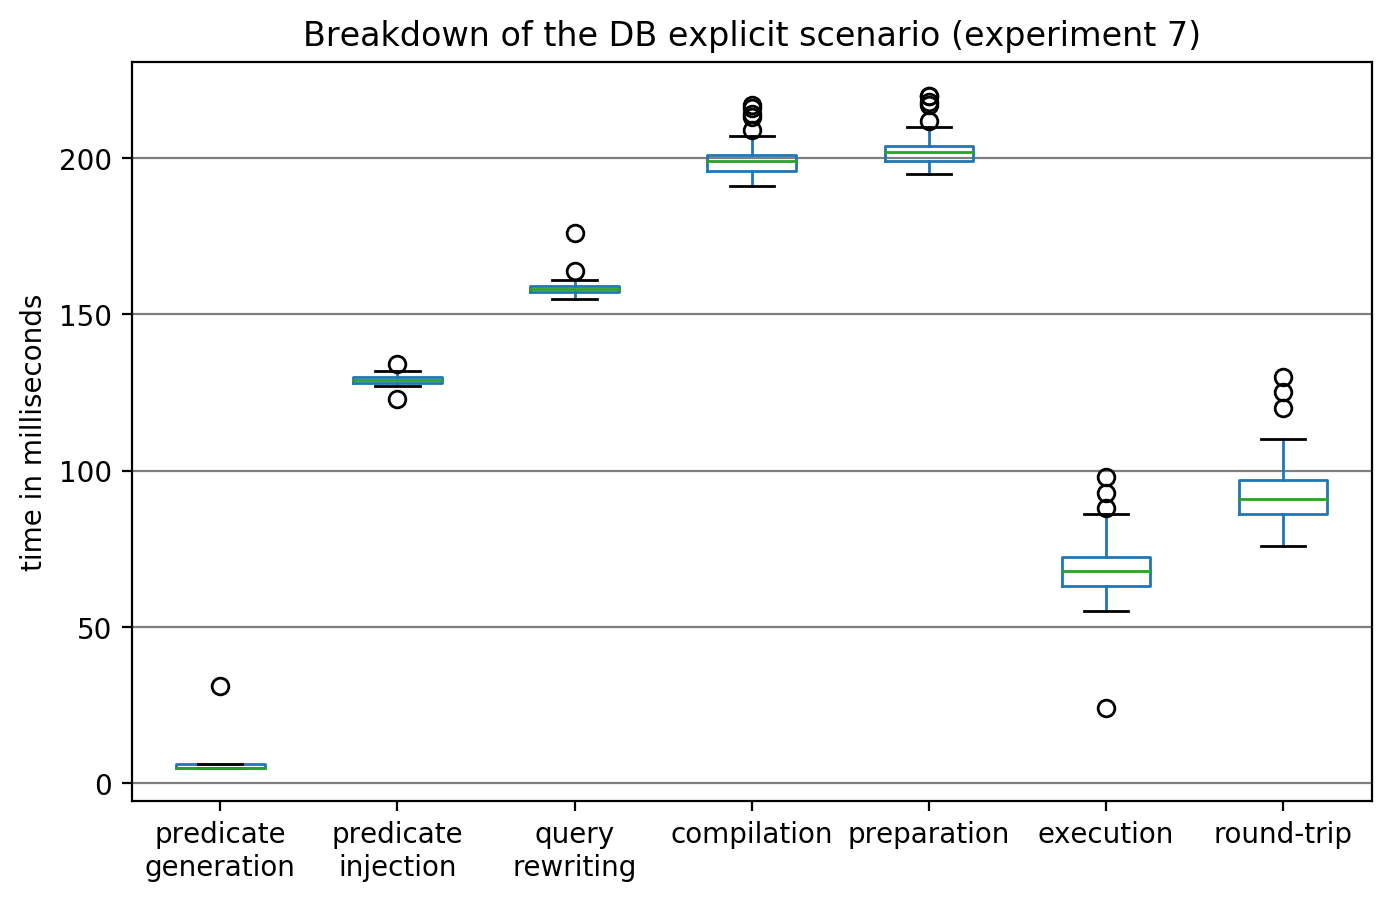 Breakdown of the DB explicit scenario (experiment 7)
time in milliseconds
200
150
100
50
0
predicate
generation
predicate
injection
query
rewriting
compilation
preparation
execution
round-trip